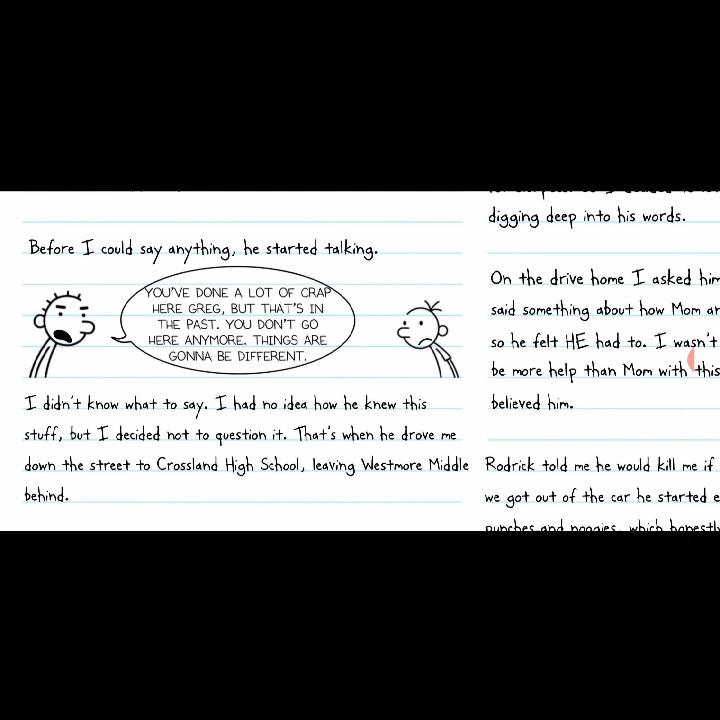 Before I could say anything, he started talking.
YOU'VE DONE A LOT OF CRAP
HERE GREG, BUT THAT'S IN
THE PAST. YOU DON'T GO
HERE ANYMORE. THINGS ARE
GONNA BE DIFFERENT.
I didn't know what to say. I had no idea how he knew this
stuff, but I decided not to question it. That's when he drove me
down the street to Crossland High School, leaving Westmore Middle
behind.
digging deep into his words.
On the drive home I asked him
said something about how Mom
so he felt HE had to. I wasn't
be more help than Mom with this
believed him.
Rodrick told me he would kill me if
we got out of the car he started
punches and noogies, which